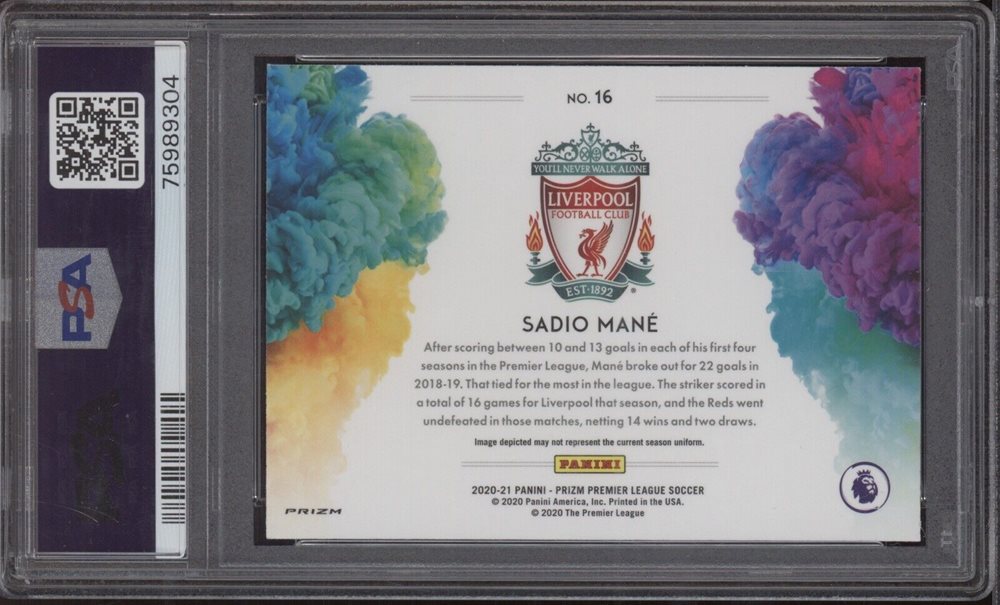 75989304
PSA
NO. 16
YOU'LL NEVER WALK ALONE
LIVERPOOL
FOOTBALL CLUB
EST·1892
®
SADIO MANÉ
After scoring between 10 and 13 goals in each of his first four
seasons in the Premier League, Mané broke out for 22 goals in
2018-19. That tied for the most in the league. The striker scored in
a total of 16 games for Liverpool that season, and the Reds went
undefeated in those matches, netting 14 wins and two draws.
Image depicted may not represent the current season uniform.
PANINI
2020-21 PANINI - PRIZM PREMIER LEAGUE SOCCER
© 2020 Panini America, Inc. Printed in the USA.
© 2020 The Premier League
PRIZM